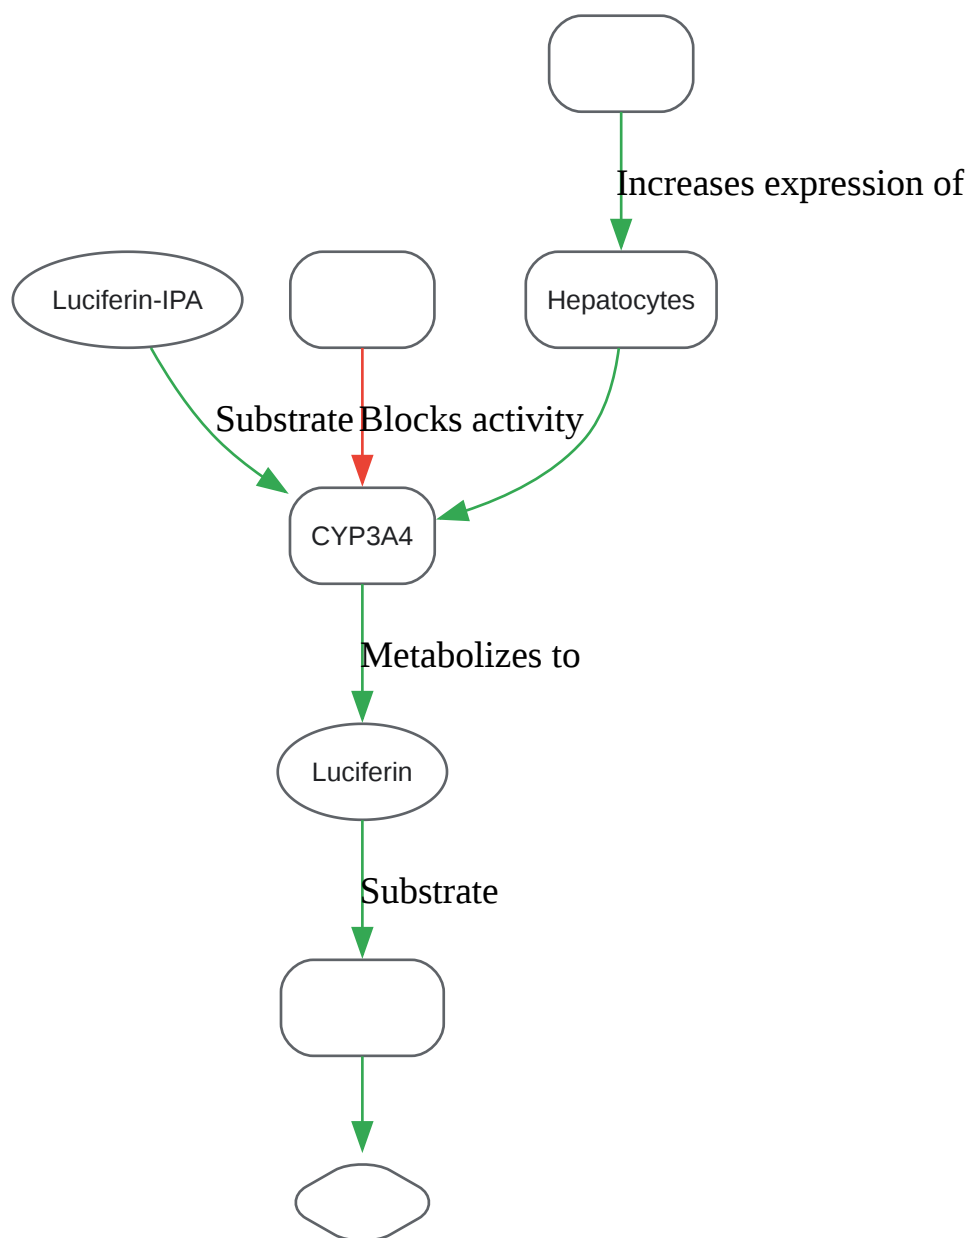 Increases expression of
Luciferin-IPA
Hepatocytes
Substrate
Blocks activity
CYP3A4
Metabolizes to
Luciferin
Substrate